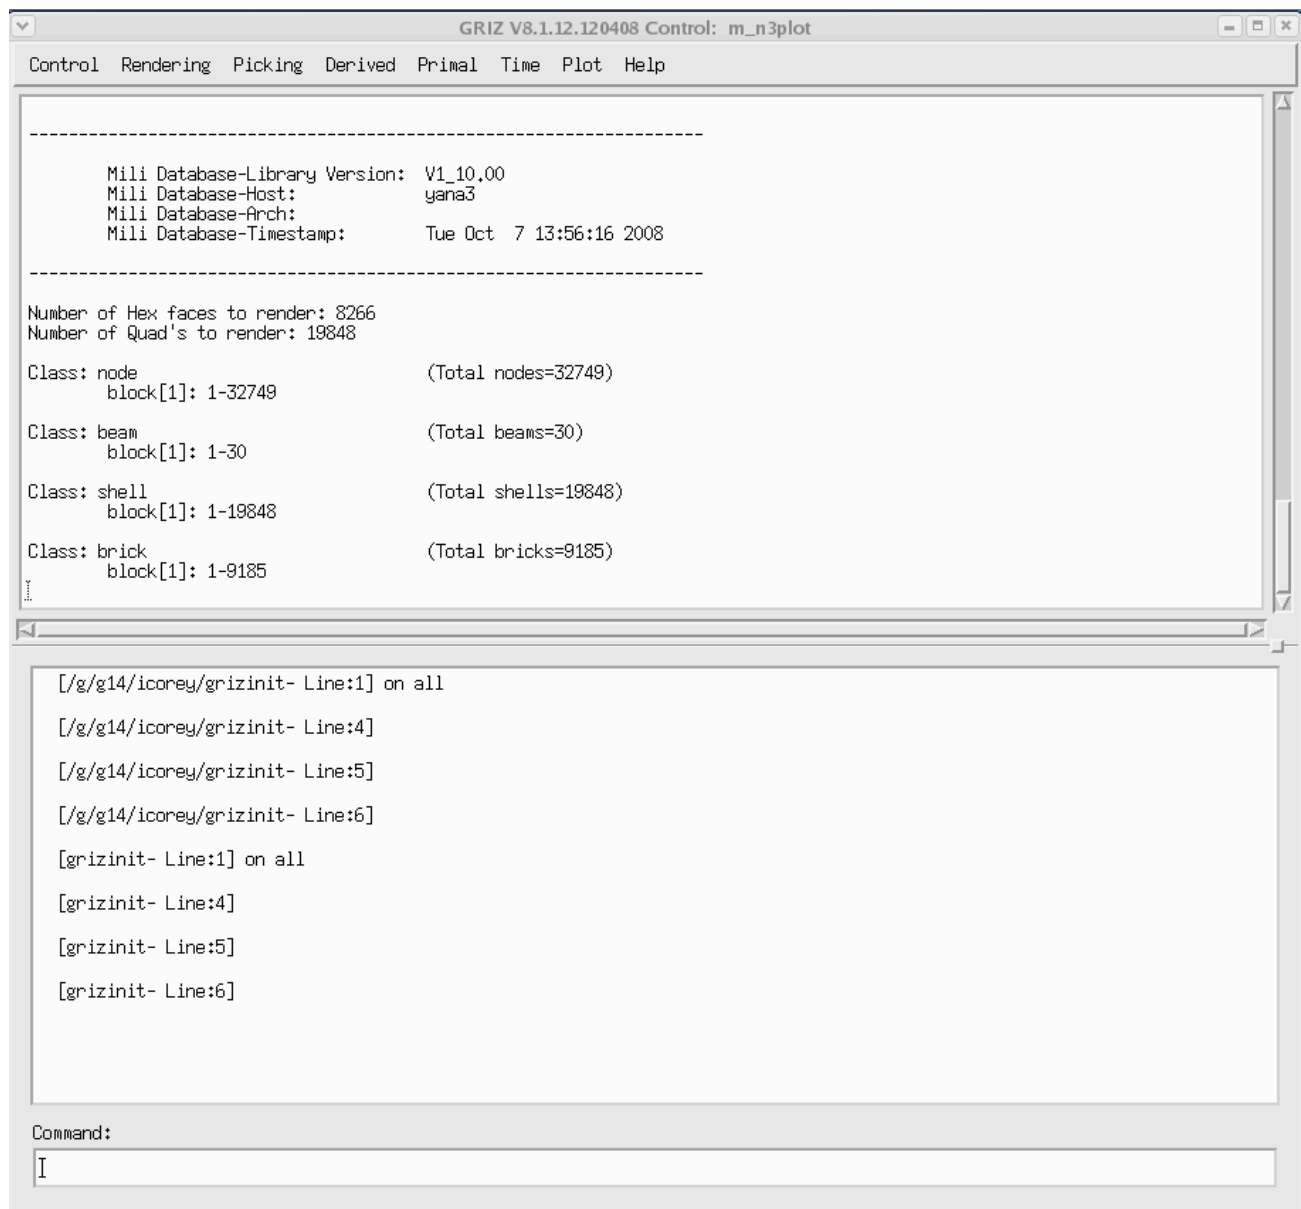 GRIZ V8.1.12.120408 Control: m_n3plot
Control Rendering Picking Derived Primal Time Plot Help
----------------------------------------------------------------------
Mili Database-Library Version: V1_10.00
Mili Database-Host: yana3
Mili Database-Arch:
Mili Database-Timestamp: Tue Oct 7 13:56:16 2008
----------------------------------------------------------------------
Number of Hex faces to render: 8266
Number of Quad's to render: 19848
Class: node (Total nodes=32749)
block[1]: 1-32749
Class: beam (Total beams=30)
block[1]: 1-30
Class: shell (Total shells=19848)
block[1]: 1-19848
Class: brick (Total bricks=9185)
block[1]: 1-9185
[/g/g14/icorey/grizinit- Line:1] on all
[/g/g14/icorey/grizinit- Line:4]
[/g/g14/icorey/grizinit- Line:5]
[/g/g14/icorey/grizinit- Line:6]
[grizinit- Line:1] on all
[grizinit- Line:4]
[grizinit- Line:5]
[grizinit- Line:6]
Command: